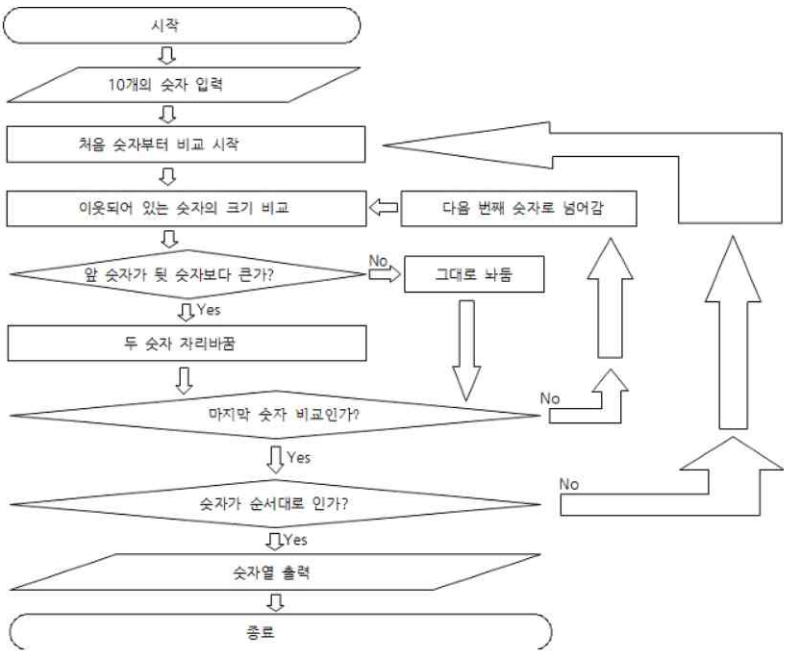 시작
10개의 숫자 입력
처음 숫자부터 비교 시작
이웃되어 있는 숫자의 크기 비교
다음 번째 숫자로 넘어감
앞 숫자가 뒷 숫자보다 큰가?
No
그대로 놔둠
Yes
두 숫자 자리바꿈
마지막 숫자 비교인가?
No
Yes
숫자가 순서대로 인가?
No
Yes
숫자열 출력
종료